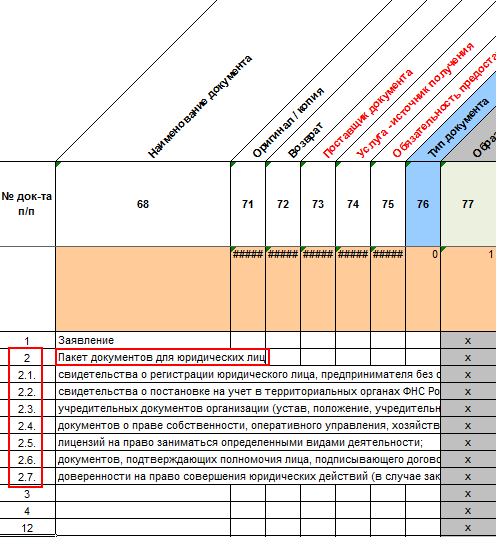 Наименование документа
Оригинал / копия
Возврат
Поставщик документа
Услуга - источник получения
Обязательность предоста
Тип документа
Обра
№ док-та п/п 68 71 72 73 74 75 76 77
##### ##### ##### ##### ##### 0 1
1 Заявление x
2 Пакет документов для юридических лиц x
2.1. свидетельства о регистрации юридического лица, предпринимателя без о x
2.2. свидетельства о постановке на учет в территориальных органах ФНС Ро x
2.3. учредительных документов организации (устав, положение, учредительн x
2.4. документов о праве собственности, оперативного управления, хозяйств x
2.5. лицензий на право заниматься определенными видами деятельности; x
2.6. документов, подтверждающих полномочия лица, подписывающего догово x
2.7. доверенности на право совершения юридических действий (в случае зак x
3 x
4 x
12 x